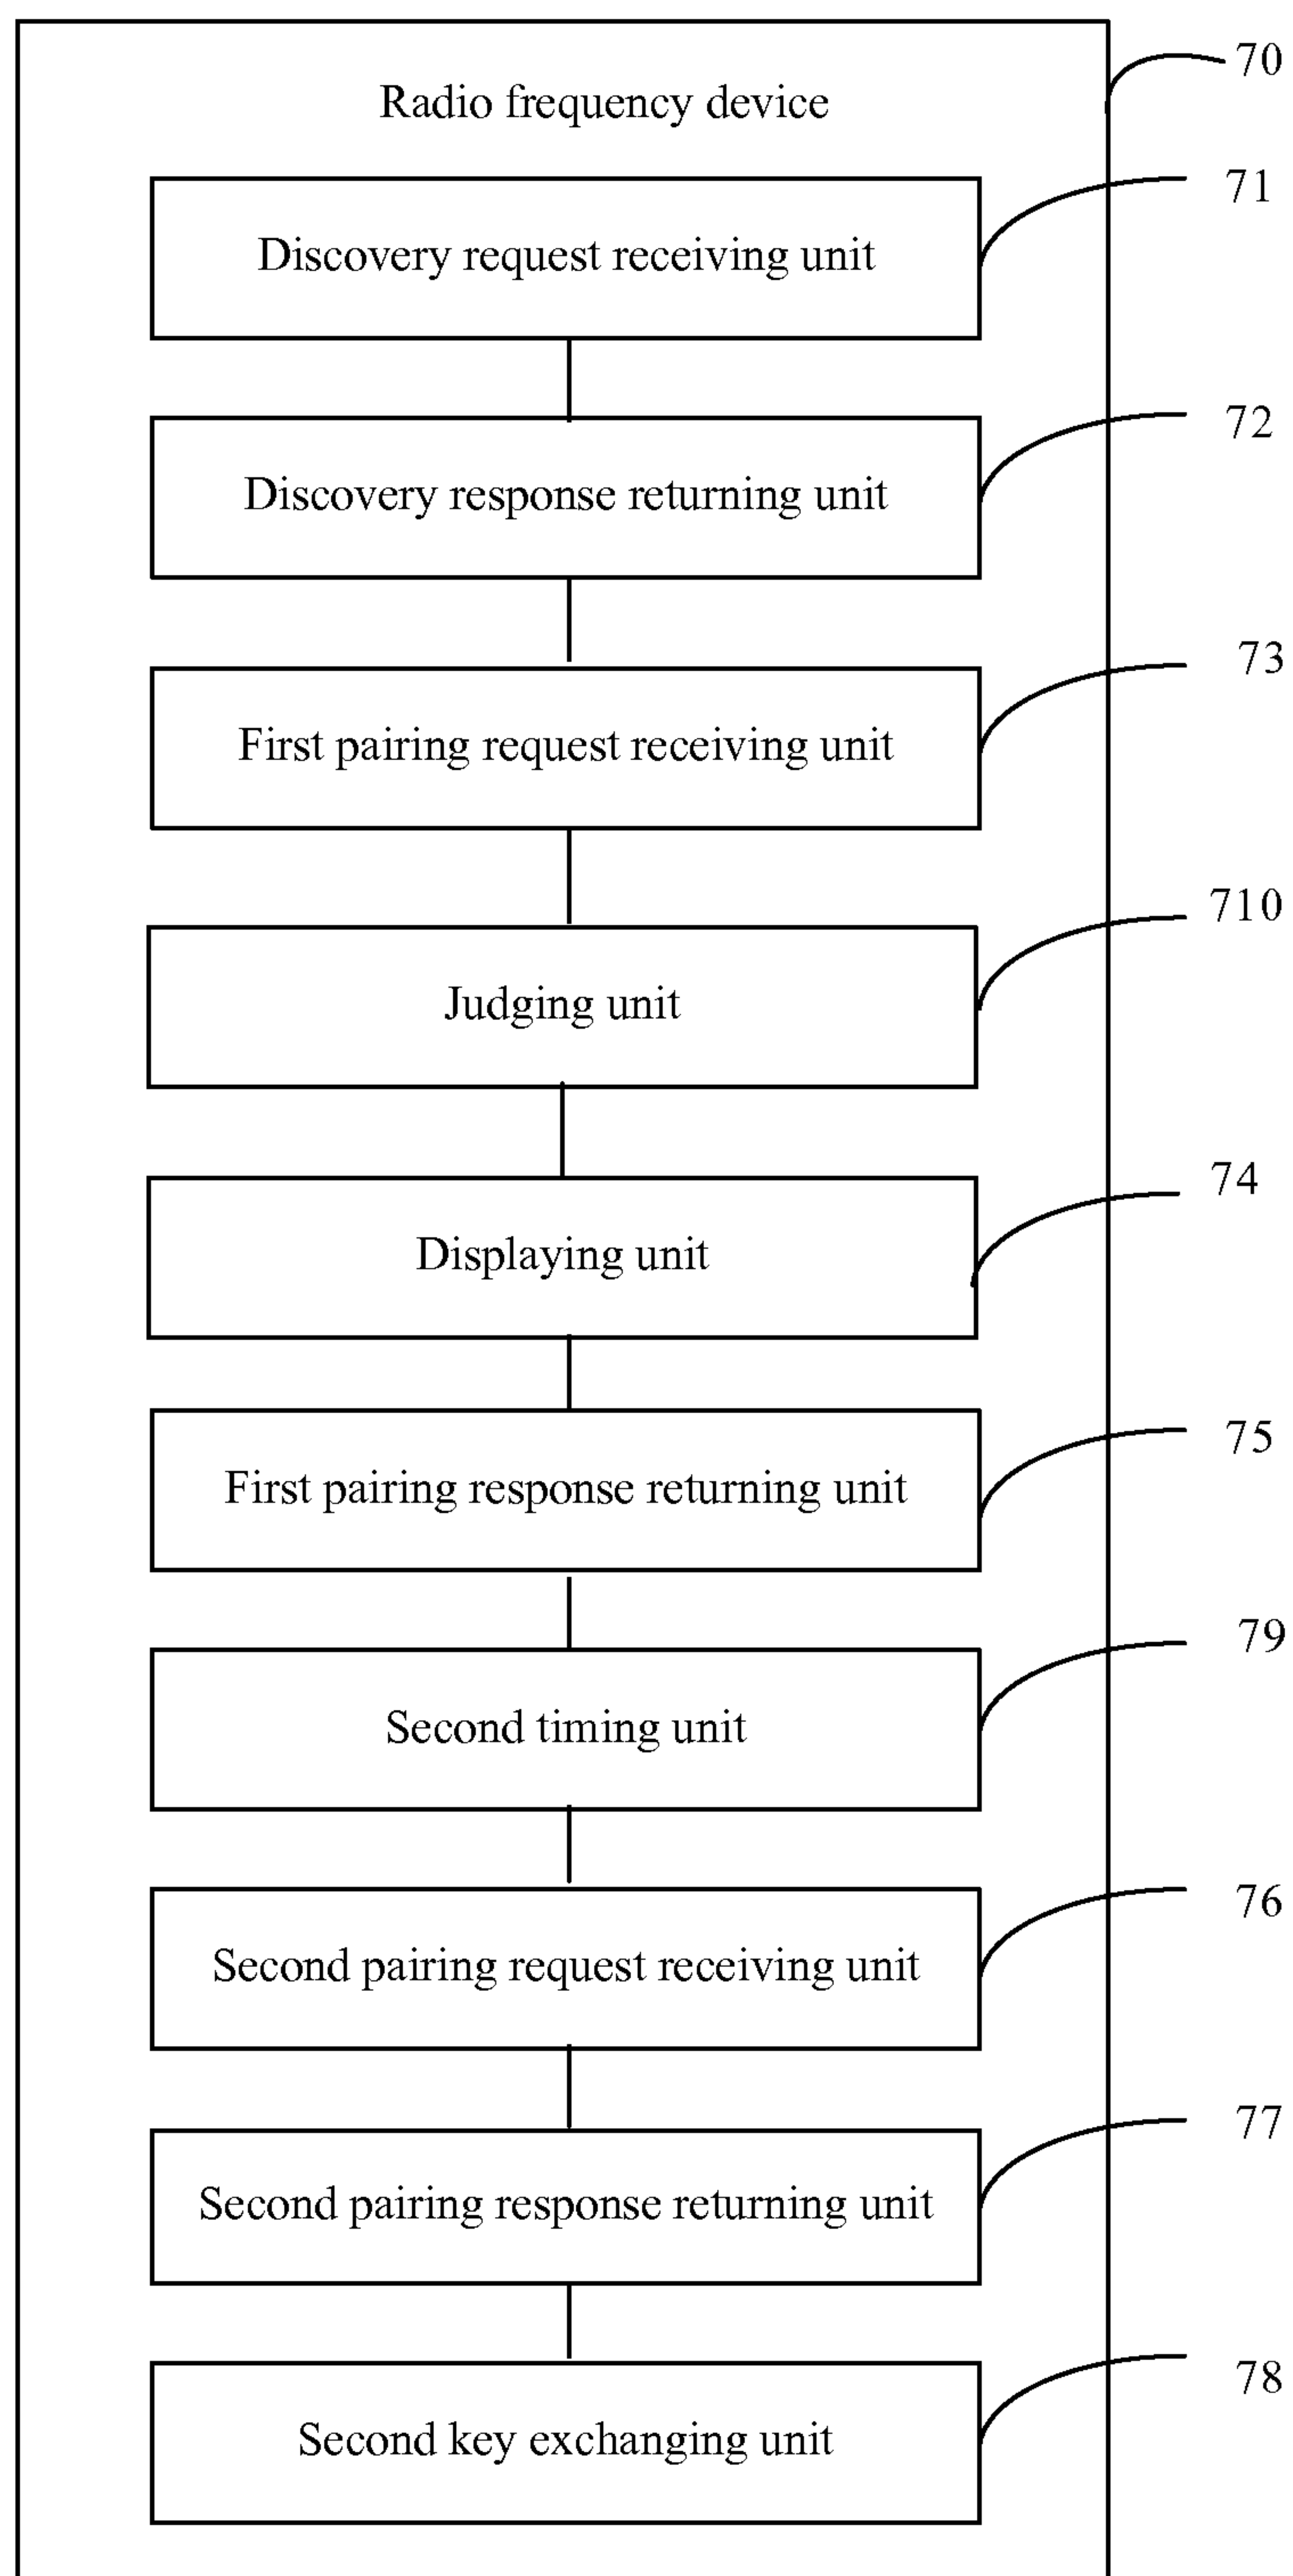 70
Radio frequency device
71
Discovery request receiving unit
72
Discovery response returning unit
73
First pairing request receiving unit
710
Judging unit
74
Displaying unit
75
First pairing response returning unit
79
Second timing unit
76
Second pairing request receiving unit
77
Second pairing response returning unit
78
Second key exchanging unit